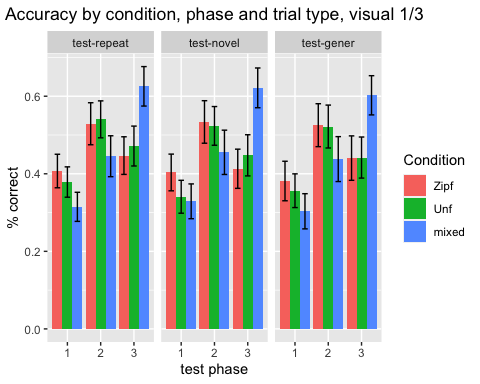 Accuracy by condition, phase and trial type, visual 1/3
test-repeat test-novel test-gener
% correct
0.6
0.4
0.2
0.0
1 2 3 1 2 3 1 2 3
test phase
Condition
Zipf
Unf
mixed